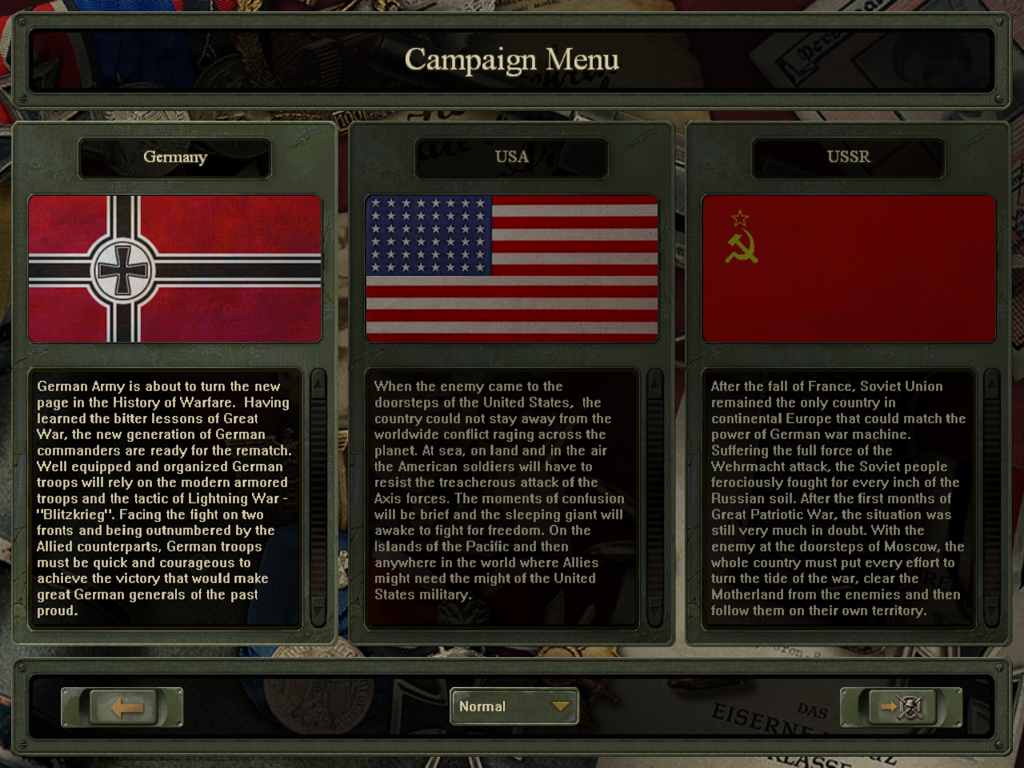 Campaign Menu
Germany
German Army is about to turn the new
page in the History of Warfare. Having
learned the bitter lessons of Great
War, the new generation of German
commanders are ready for the rematch.
Well equipped and organized German
troops will rely on the modern armored
troops and the tactic of Lightning War -
"Blitzkrieg". Facing the fight on two
fronts and being outnumbered by the
Allied counterparts, German troops
must be quick and courageous to
achieve the victory that would make
great German generals of the past
proud.
USA
When the enemy came to the
doorsteps of the United States, the
country could not stay away from the
worldwide conflict raging across the
planet. At sea, on land and in the air
the American soldiers will have to
resist the treacherous attack of the
Axis forces. The moments of confusion
will be brief and the sleeping giant will
awake to fight for freedom. On the
Islands of the Pacific and then
anywhere in the world where Allies
might need the might of the United
States military.
USSR
After the fall of France, Soviet Union
remained the only country in
continental Europe that could match the
power of German war machine.
Suffering the full force of the
Wehrmacht attack, the Soviet people
ferociously fought for every inch of the
Russian soil. After the first months of
Great Patriotic War, the situation was
still very much in doubt. With the
enemy at the doorsteps of Moscow, the
whole country must put every effort to
turn the tide of the war, clear the
Motherland from the enemies and then
follow them on their own territory.
Normal
DAS